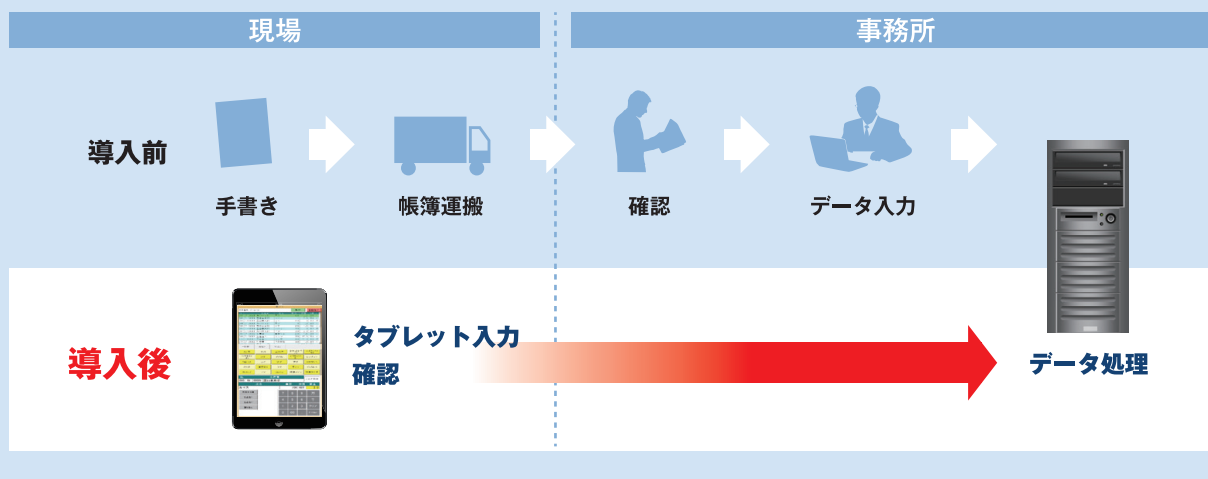 現場
事務所
導入前
手書き
帳簿運搬
確認
データ入力
導入後
タブレット入力
確認
データ処理